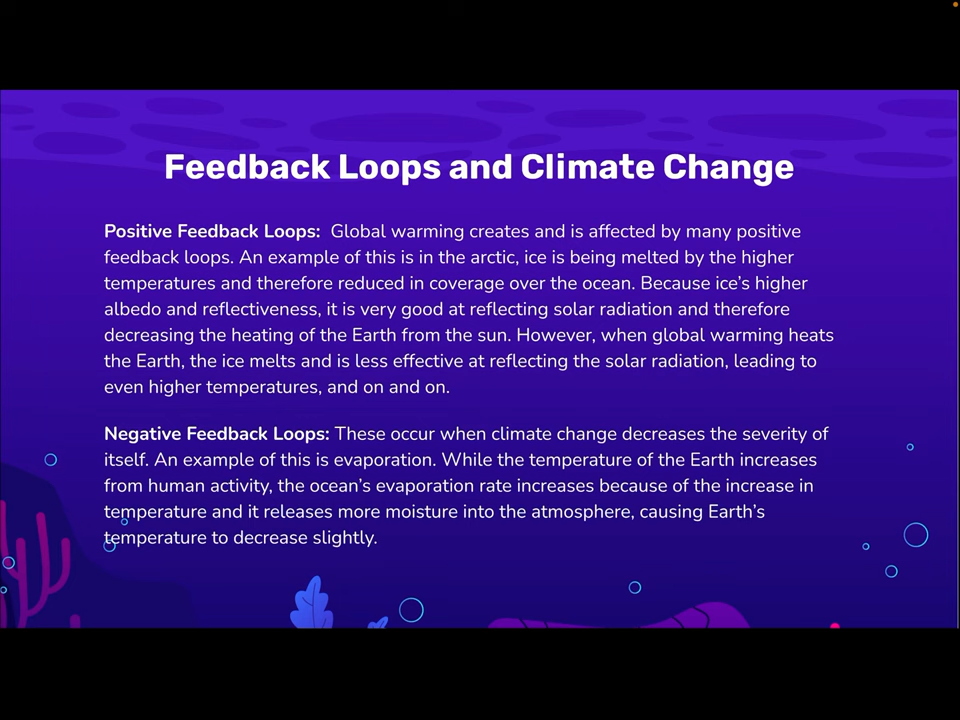 Feedback Loops and Climate Change
Positive Feedback Loops:  Global warming creates and is affected by many positive
feedback loops. An example of this is in the arctic, ice is being melted by the higher
temperatures and therefore reduced in coverage over the ocean. Because ice's higher
albedo and reflectiveness, it is very good at reflecting solar radiation and therefore
decreasing the heating of the Earth from the sun. However, when global warming heats
the Earth, the ice melts and is less effective at reflecting the solar radiation, leading to
even higher temperatures, and on and on.
Negative Feedback Loops: These occur when climate change decreases the severity of
itself. An example of this is evaporation. While the temperature of the Earth increases
from human activity, the ocean's evaporation rate increases because of the increase in
temperature and it releases more moisture into the atmosphere, causing Earth's
temperature to decrease slightly.